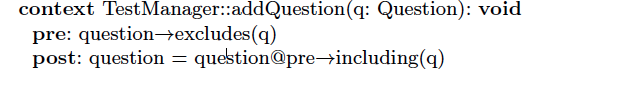 context TestManager::addQuestion(q: Question): void
pre: question→excludes(q)
post: question = question@pre→including(q)